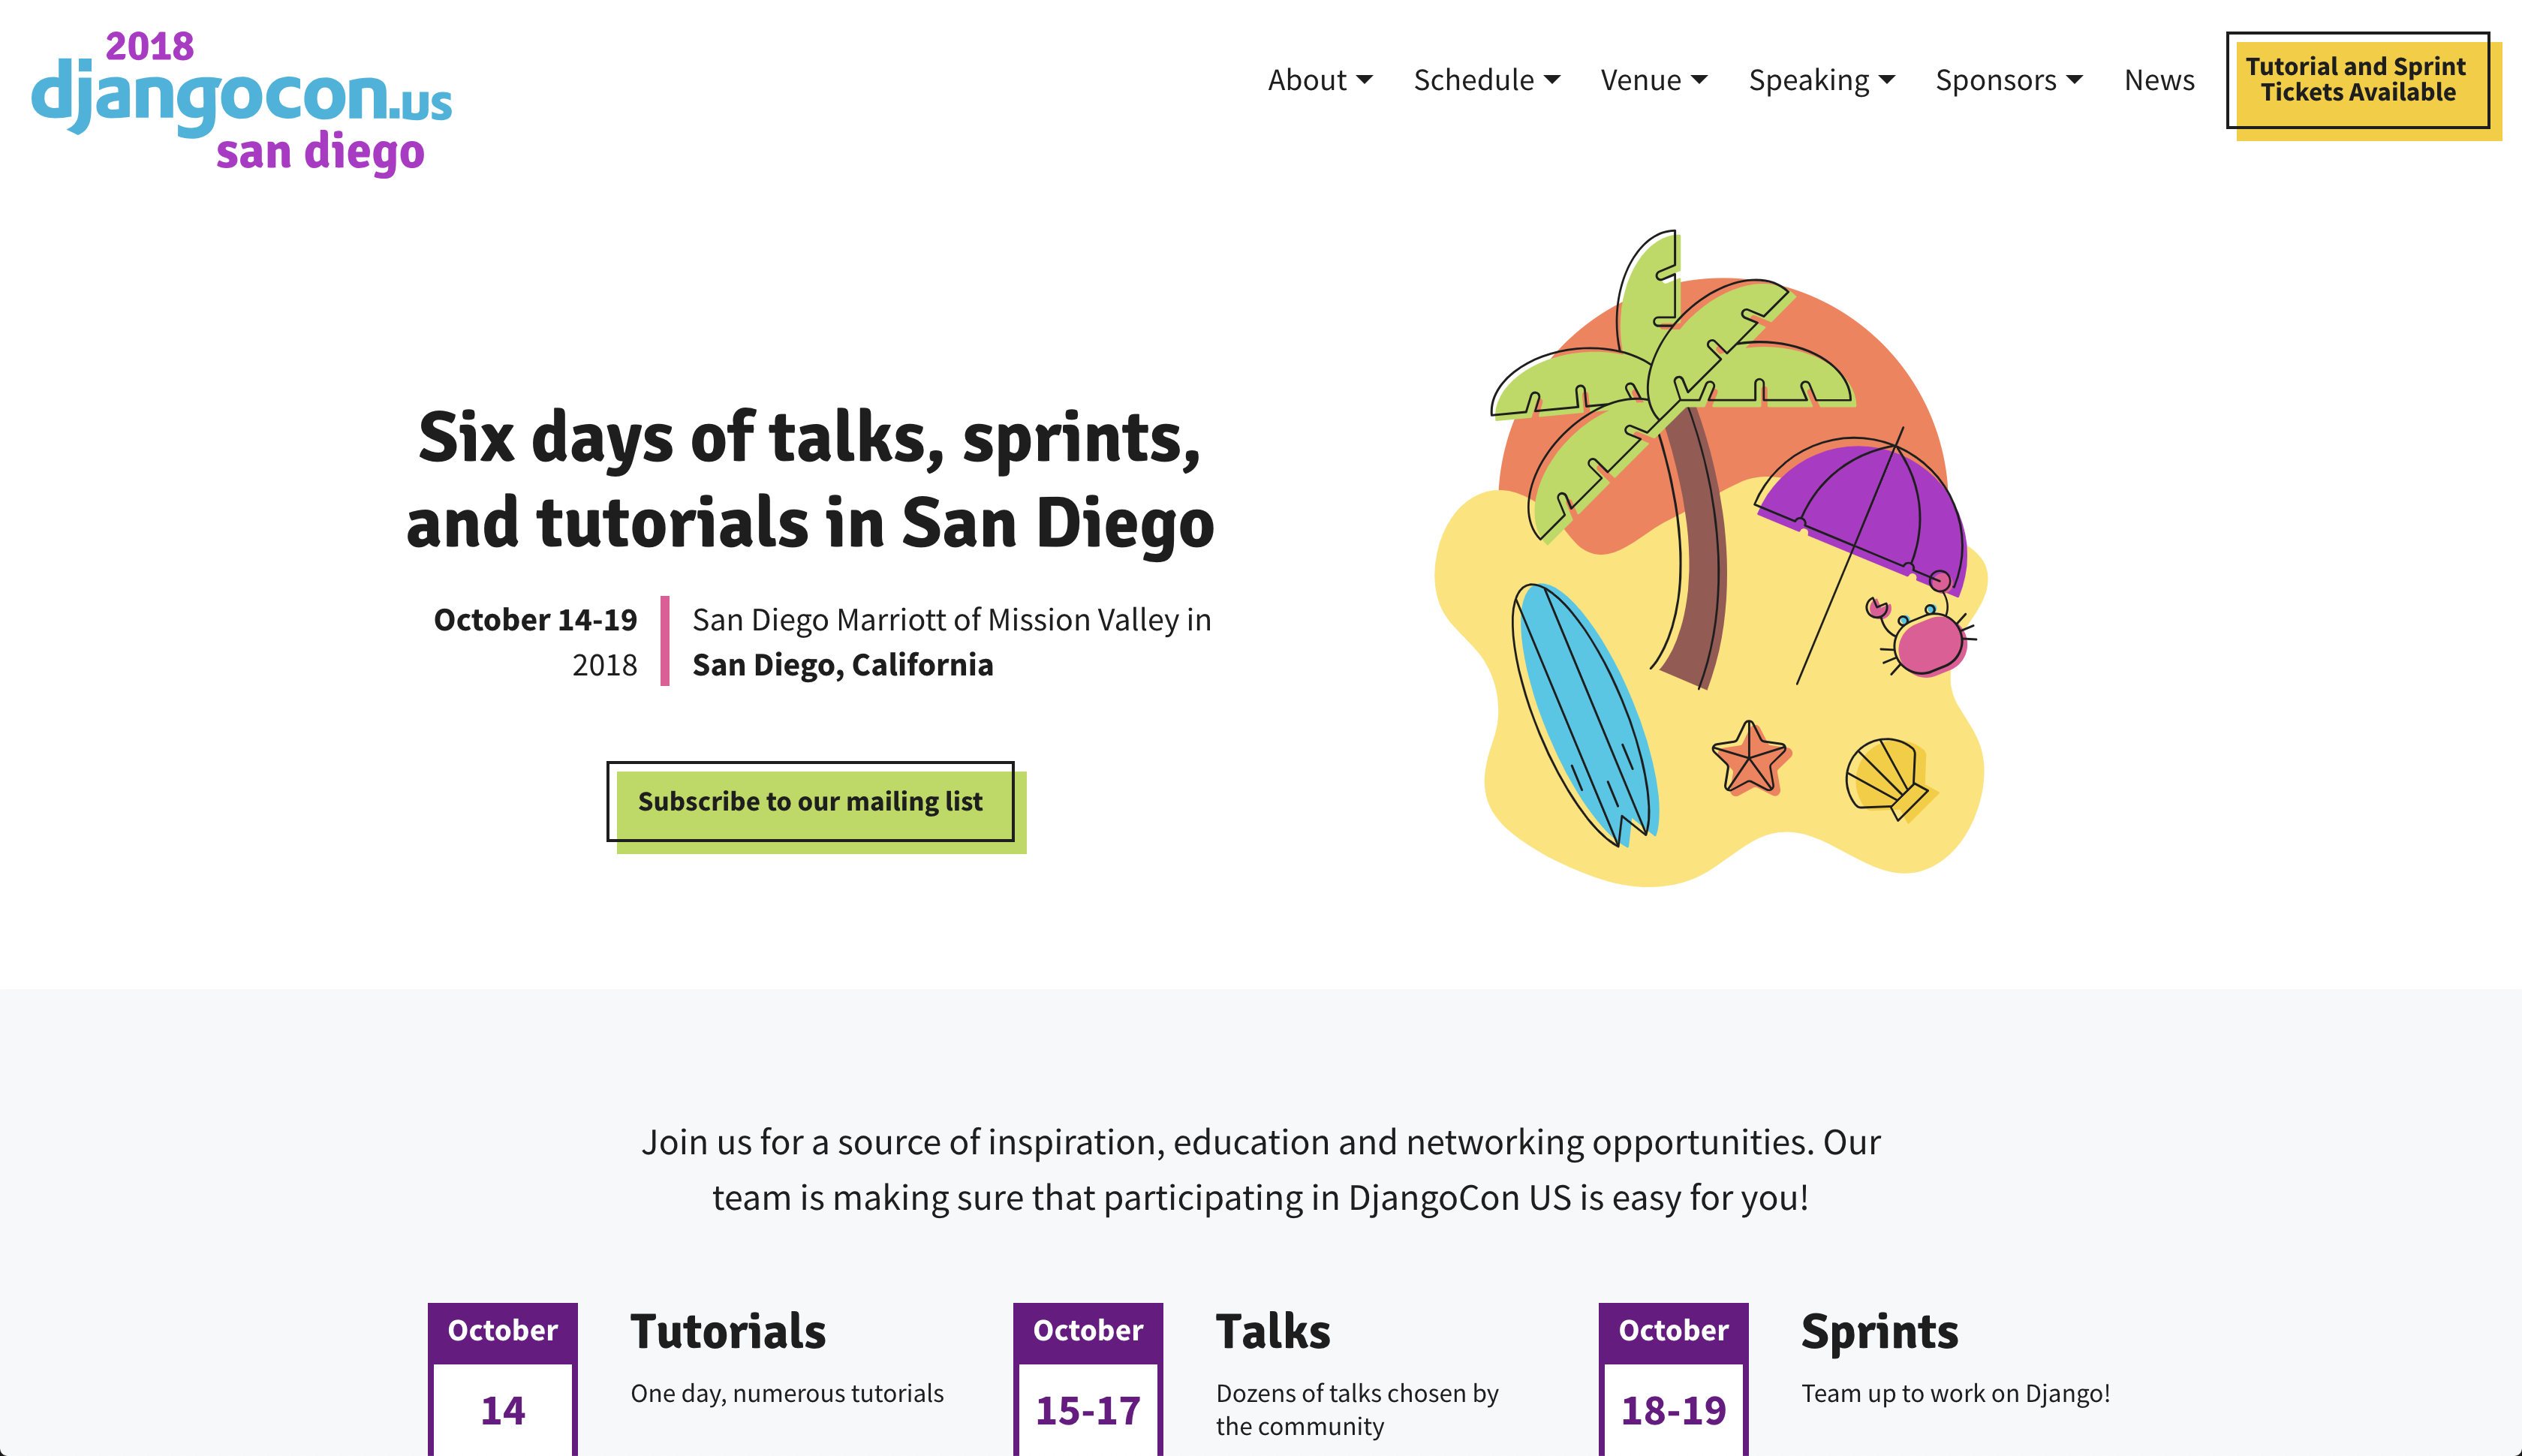 2018
djangocon.us
san diego
About
Schedule
Venue
Speaking
Sponsors
News
Tutorial and Sprint
Tickets Available
Six days of talks, sprints,
and tutorials in San Diego
October 14-19
2018
San Diego Marriott of Mission Valley in
San Diego, California
Subscribe to our mailing list
Join us for a source of inspiration, education and networking opportunities. Our
team is making sure that participating in DjangoCon US is easy for you!
October
14
Tutorials
One day, numerous tutorials
October
15-17
Talks
Dozens of talks chosen by
the community
October
18-19
Sprints
Team up to work on Django!